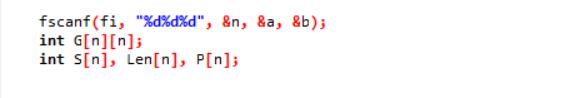 fscanf(fi, "%d%d%d", &n, &a, &b);
int G[n][n];
int S[n], Len[n], P[n];